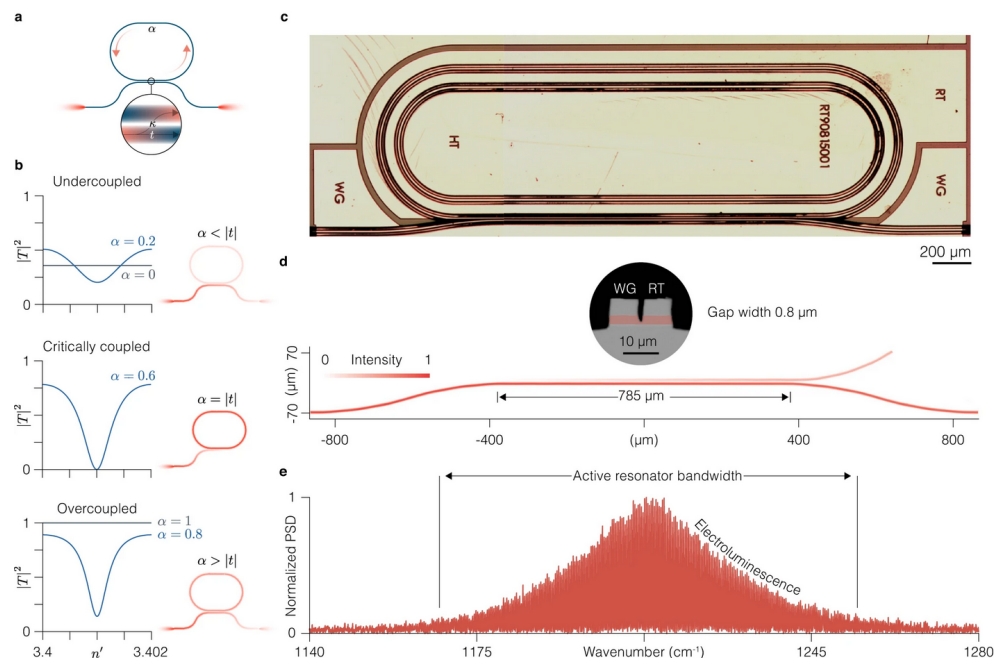 a
α
κ
t
b
Undercoupled
1
|T|²
α = 0.2
α = 0
0
α < |t|
Critically coupled
1
|T|²
α = 0.6
0
α = |t|
Overcoupled
1
|T|²
α = 1
α = 0.8
0
α > |t|
3.4
n′
3.402
c
WG
HT
RT90815001
RT
WG
200 µm
d
WG RT
10 µm
Gap width 0.8 µm
0 Intensity 1
70
(µm)
-70
785 µm
-800
-400
(µm)
400
800
e
Active resonator bandwidth
1
Normalized PSD
0
Electroluminescence
1140
1175
Wavenumber (cm⁻¹)
1245
1280